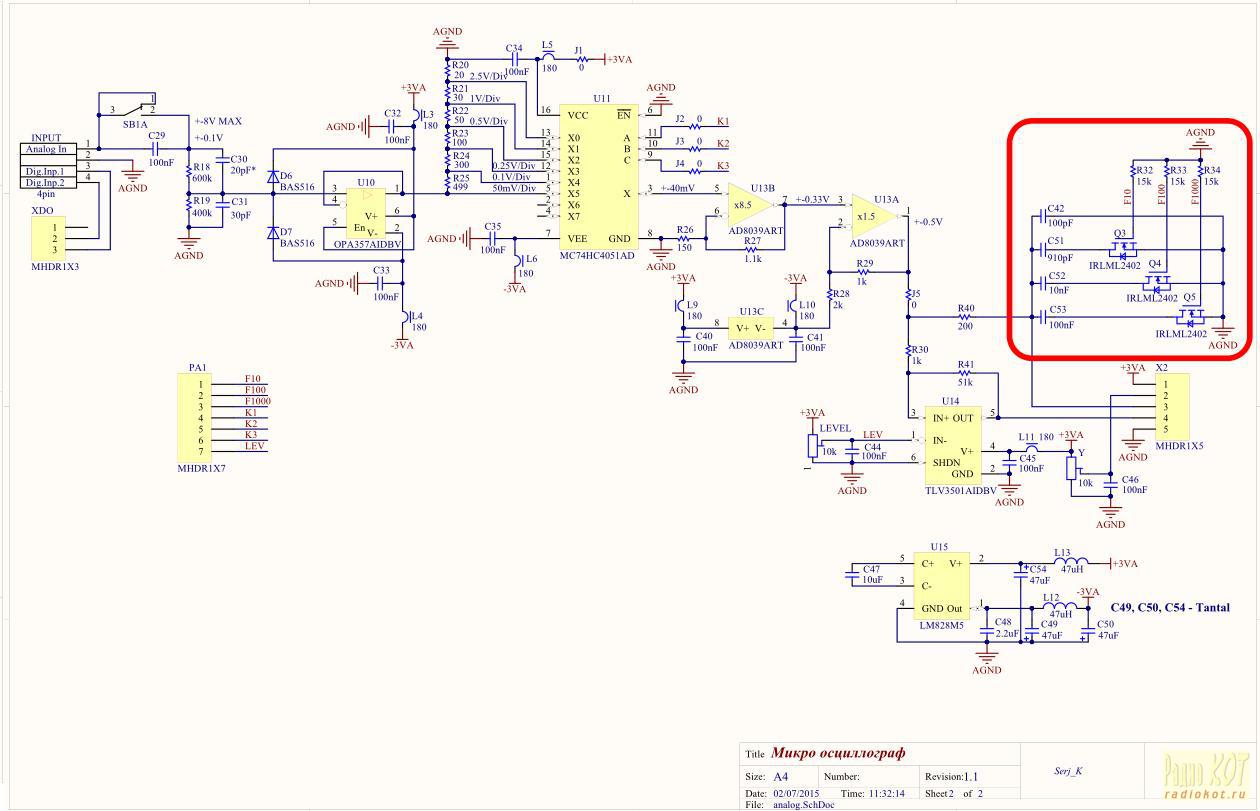 AGND
R20
20
2.5V/Div
C34
100nF
L5
180
J1
0
+3VA
R21
30
1V/Div
R22
50
0.5V/Div
R23
100
R24
300
0.25V/Div
0.1V/Div
R25
499
50mV/Div
U11
16
VCC
EN
6
AGND
13
X0
A
11
J2
0
K1
14
X1
B
10
J3
0
K2
15
X2
C
9
J4
0
K3
12
X3
1
X4
5
X5
X
3
+-40mV
2
X6
4
X7
7
VEE
GND
8
MC74HC4051AD
AGND
3
1
2
SB1A
INPUT
Analog In
1
2
Dig.Inp.1
3
Dig.Inp.2
4
4pin
C29
100nF
AGND
+-8V MAX
+-0.1V
R18
600k
C30
20pF*
R19
400k
C31
30pF
AGND
D6
BAS516
D7
BAS516
XDO
1
2
3
MHDR1X3
+3VA
AGND
C32
100nF
L3
180
U10
3
4
1
5
V+
6
En
V-
2
OPA357AIDBV
AGND
C33
100nF
L4
180
-3VA
AGND
C35
100nF
L6
180
-3VA
R26
150
5
6
U13B
x8.5
7
AD8039ART
R27
1.1k
+-0.33V
3
2
U13A
x1.5
1
AD8039ART
+-0.5V
R29
1k
R28
2k
+3VA
L9
180
-3VA
L10
180
U13C
8
V+ V-
4
AD8039ART
C40
100nF
C41
100nF
AGND
J5
0
R40
200
R30
1k
R41
51k
AGND
R32
15k
R33
15k
R34
15k
F10
F100
F1000
C42
100pF
C51
910pF
Q3
IRLML2402
C52
10nF
Q4
IRLML2402
C53
100nF
Q5
IRLML2402
AGND
PA1
1
F10
2
F100
3
F1000
4
K1
5
K2
6
K3
7
LEV
MHDR1X7
+3VA
LEVEL
10k
1
LEV
C44
100nF
AGND
U14
3
IN+ OUT
5
1
IN-
6
SHDN
V+
4
GND
2
TLV3501AIDBV
C45
100nF
AGND
L11 180
+3VA
Y
10k
C46
100nF
AGND
+3VA
X2
1
2
3
4
5
AGND
MHDR1X5
U15
C47
10uF
5
C+
V+
2
3
C-
4
GND Out
1
LM828M5
C54
47uF
L13
47uH
+3VA
L12
47uH
-3VA
C48
2.2uF
C49
47uF
C50
47uF
AGND
C49, C50, C54 - Tantal
Title Микро осциллограф
Size: A4
Number:
Revision:1.1
Date: 02/07/2015
Time: 11:32:14
Sheet2 of 2
File: analog.SchDoc
Serj_K
Радио КОТ
radiokot.ru